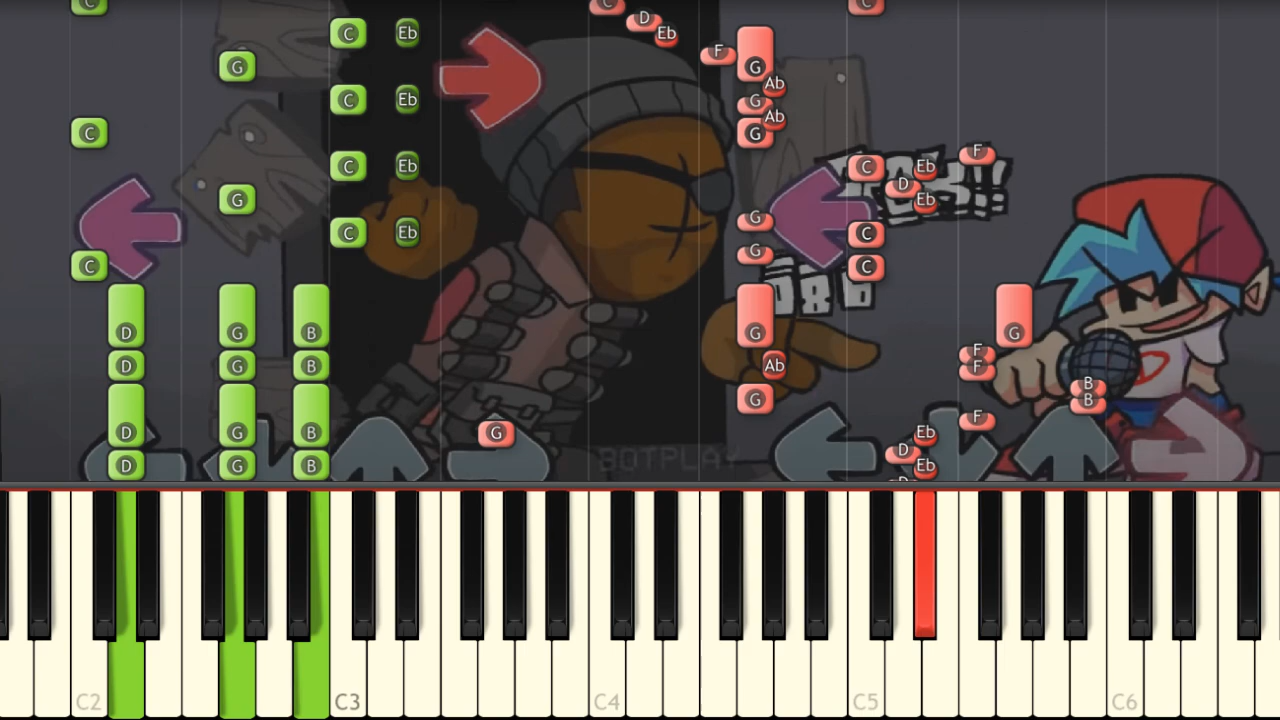 C C C
D
C Eb Eb
F
G G
Ab
C Eb G
Ab
C G
F
C Eb C Eb
D
G Eb
G
C Eb C
G
C C
D G B G G
F
D G B Ab F
B
G B
F
D G B G Eb
D
BOTPLAY
D G B Eb
C2 C3 C4 C5 C6